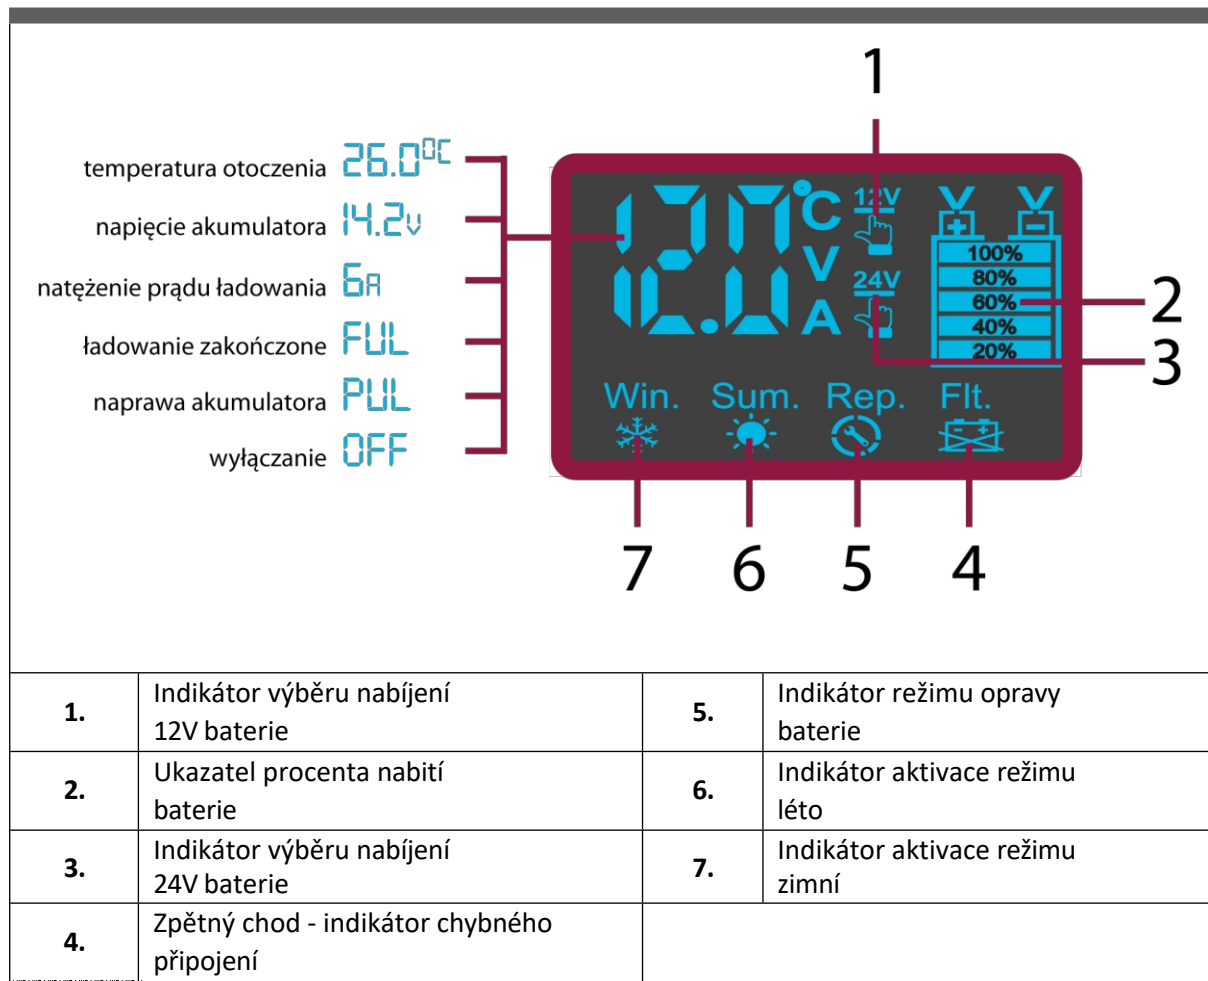 1
temperatura otoczenia 26.0°C
napięcie akumulatora 14.2v
natężenie prądu ładowania 6A
ładowanie zakończone FUL
naprawa akumulatora PUL
wyłączanie OFF
12.0 °C V A
12V
24V
100%
80%
60%
40%
20%
2
3
Win. Sum. Rep. Flt.
7 6 5 4
1. Indikátor výběru nabíjení
12V baterie
5. Indikátor režimu opravy
baterie
2. Ukazatel procenta nabití
baterie
6. Indikátor aktivace režimu
léto
3. Indikátor výběru nabíjení
24V baterie
7. Indikátor aktivace režimu
zimní
4. Zpětný chod - indikátor chybného
připojení